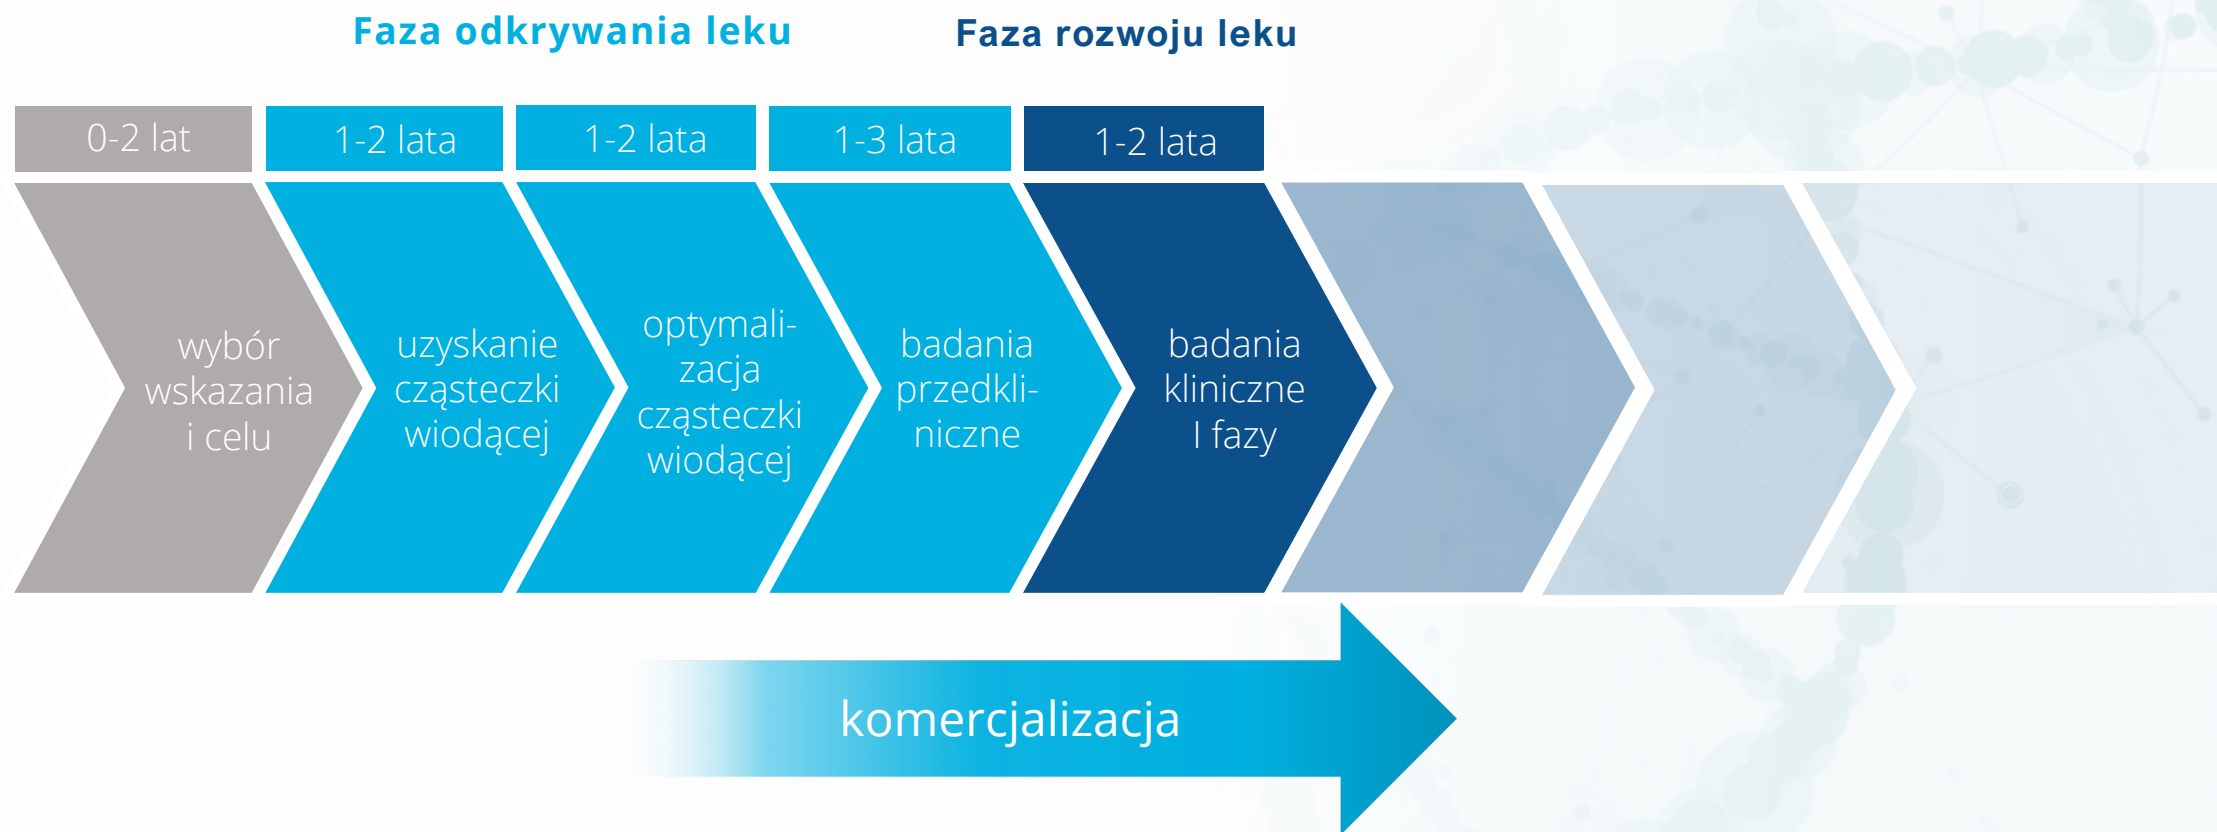 Faza odkrywania leku
Faza rozwoju leku
0-2 lat
1-2 lata
1-2 lata
1-3 lata
1-2 lata
wybór
wskazania
i celu
uzyskanie
cząsteczki
wiodącej
optymali-
zacja
cząsteczki
wiodącej
badania
przedkli-
niczne
badania
kliniczne
I fazy
komercjalizacja